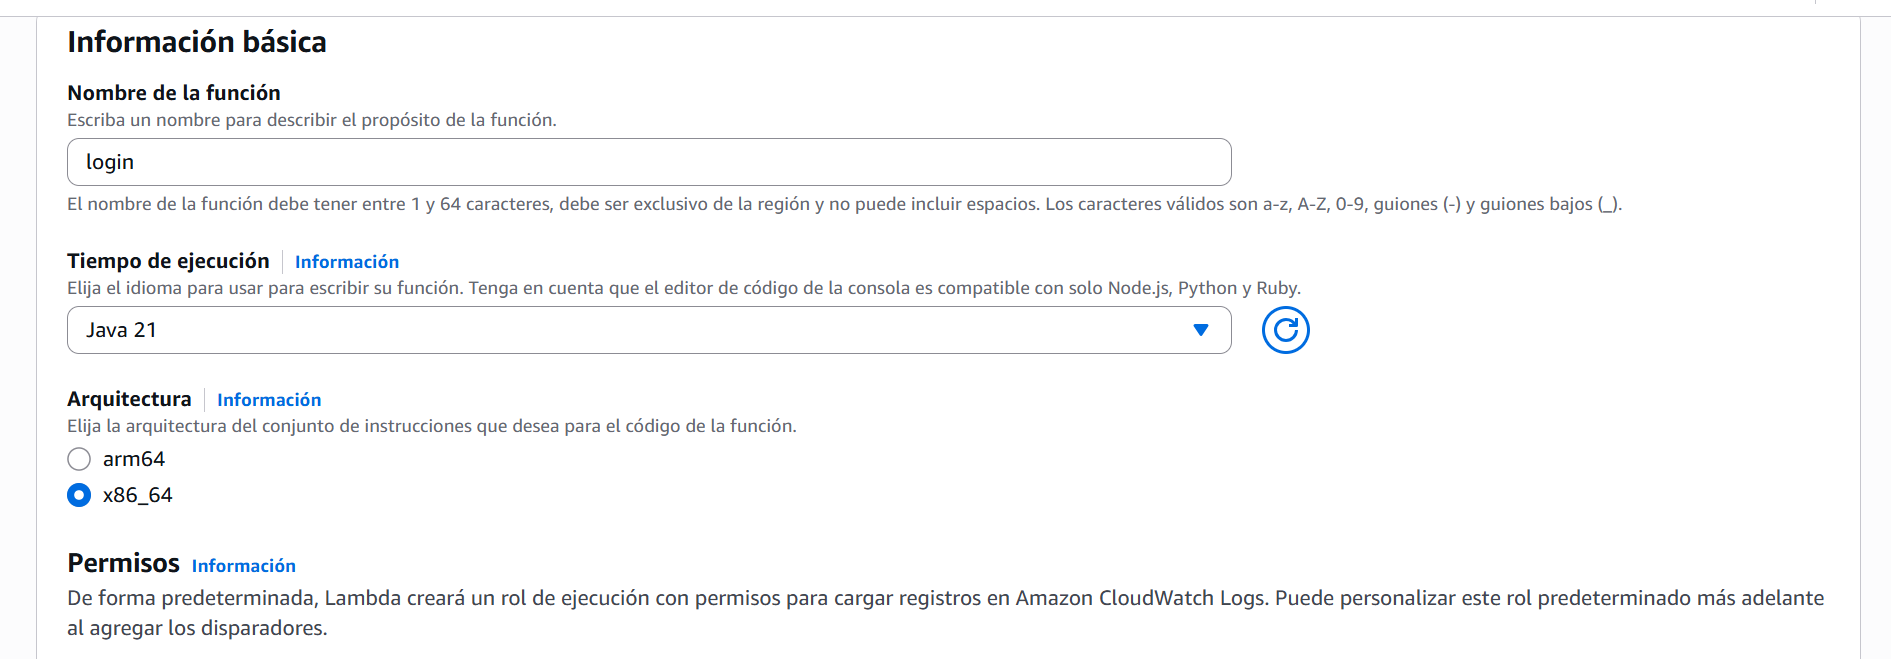 Información básica
Nombre de la función
Escriba un nombre para describir el propósito de la función.
login
El nombre de la función debe tener entre 1 y 64 caracteres, debe ser exclusivo de la región y no puede incluir espacios. Los caracteres válidos son a-z, A-Z, 0-9, guiones (-) y guiones bajos (_).
Tiempo de ejecución Información
Elija el idioma para usar para escribir su función. Tenga en cuenta que el editor de código de la consola es compatible con solo Node.js, Python y Ruby.
Java 21
Arquitectura Información
Elija la arquitectura del conjunto de instrucciones que desea para el código de la función.
arm64
x86_64
Permisos Información
De forma predeterminada, Lambda creará un rol de ejecución con permisos para cargar registros en Amazon CloudWatch Logs. Puede personalizar este rol predeterminado más adelante
al agregar los disparadores.